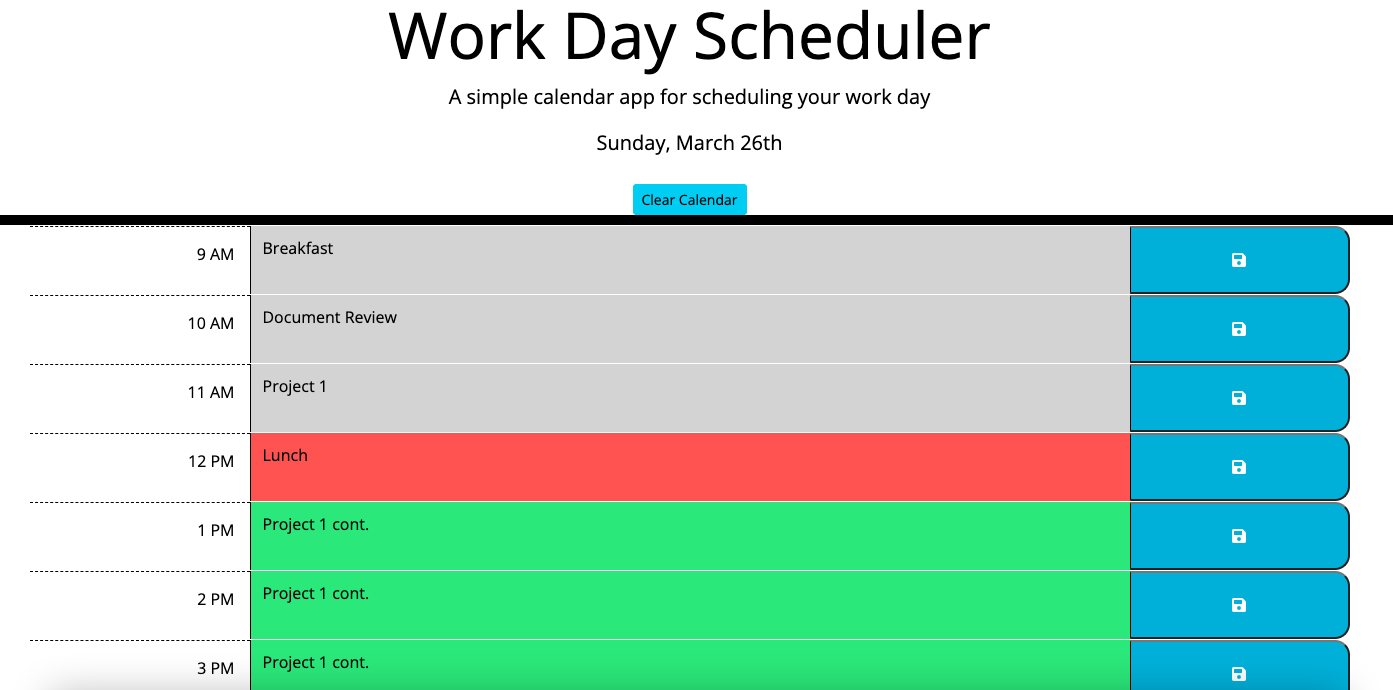 Work Day Scheduler
A simple calendar app for scheduling your work day
Sunday, March 26th
Clear Calendar
9 AM Breakfast
10 AM Document Review
11 AM Project 1
12 PM Lunch
1 PM Project 1 cont.
2 PM Project 1 cont.
3 PM Project 1 cont.